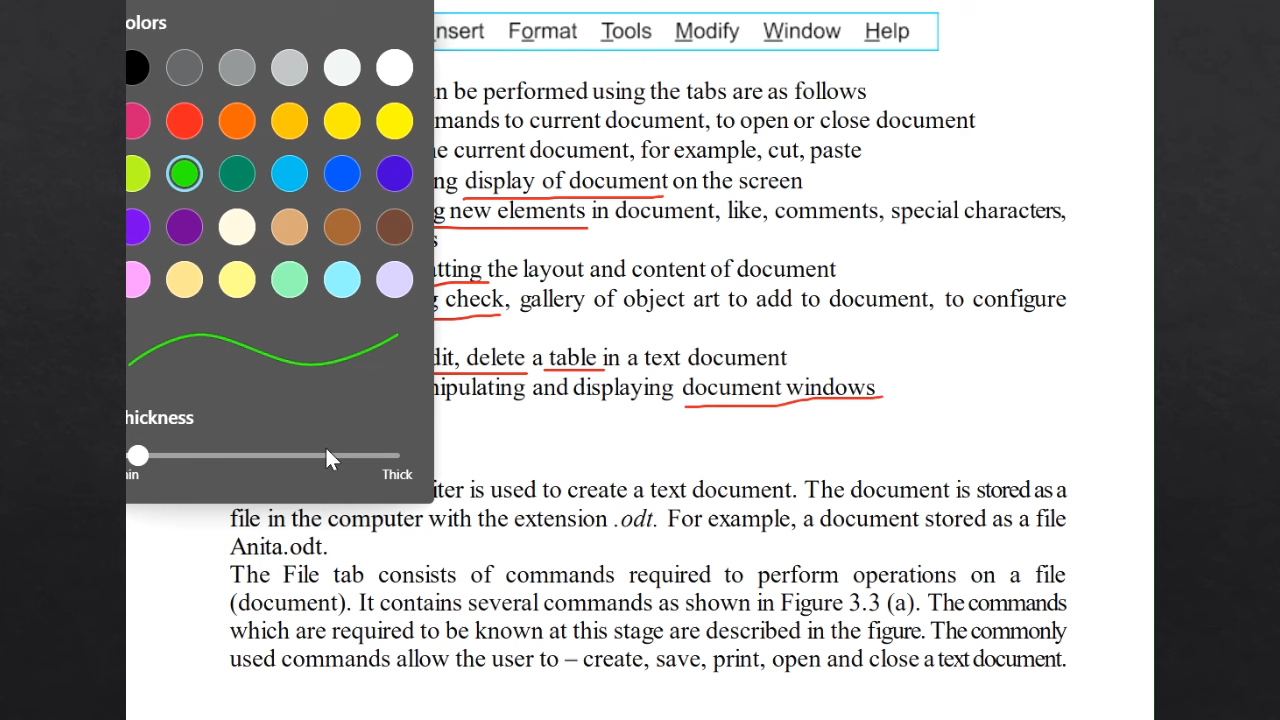 olors
nsert Format Tools Modify Window Help
n be performed using the tabs are as follows
mands to current document, to open or close document
e current document, for example, cut, paste
ng display of document on the screen
g new elements in document, like, comments, special characters,
s
tting the layout and content of document
g check, gallery of object art to add to document, to configure
dit, delete a table in a text document
nipulating and displaying document windows
hickness
in Thick
iter is used to create a text document. The document is stored as a
file in the computer with the extension .odt. For example, a document stored as a file
Anita.odt.
The File tab consists of commands required to perform operations on a file
(document). It contains several commands as shown in Figure 3.3 (a). The commands
which are required to be known at this stage are described in the figure. The commonly
used commands allow the user to – create, save, print, open and close a text document.